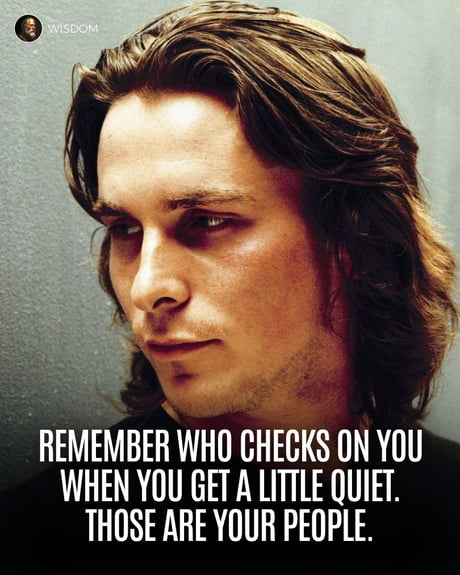 WISDOM
REMEMBER WHO CHECKS ON YOU
WHEN YOU GET A LITTLE QUIET.
THOSE ARE YOUR PEOPLE.